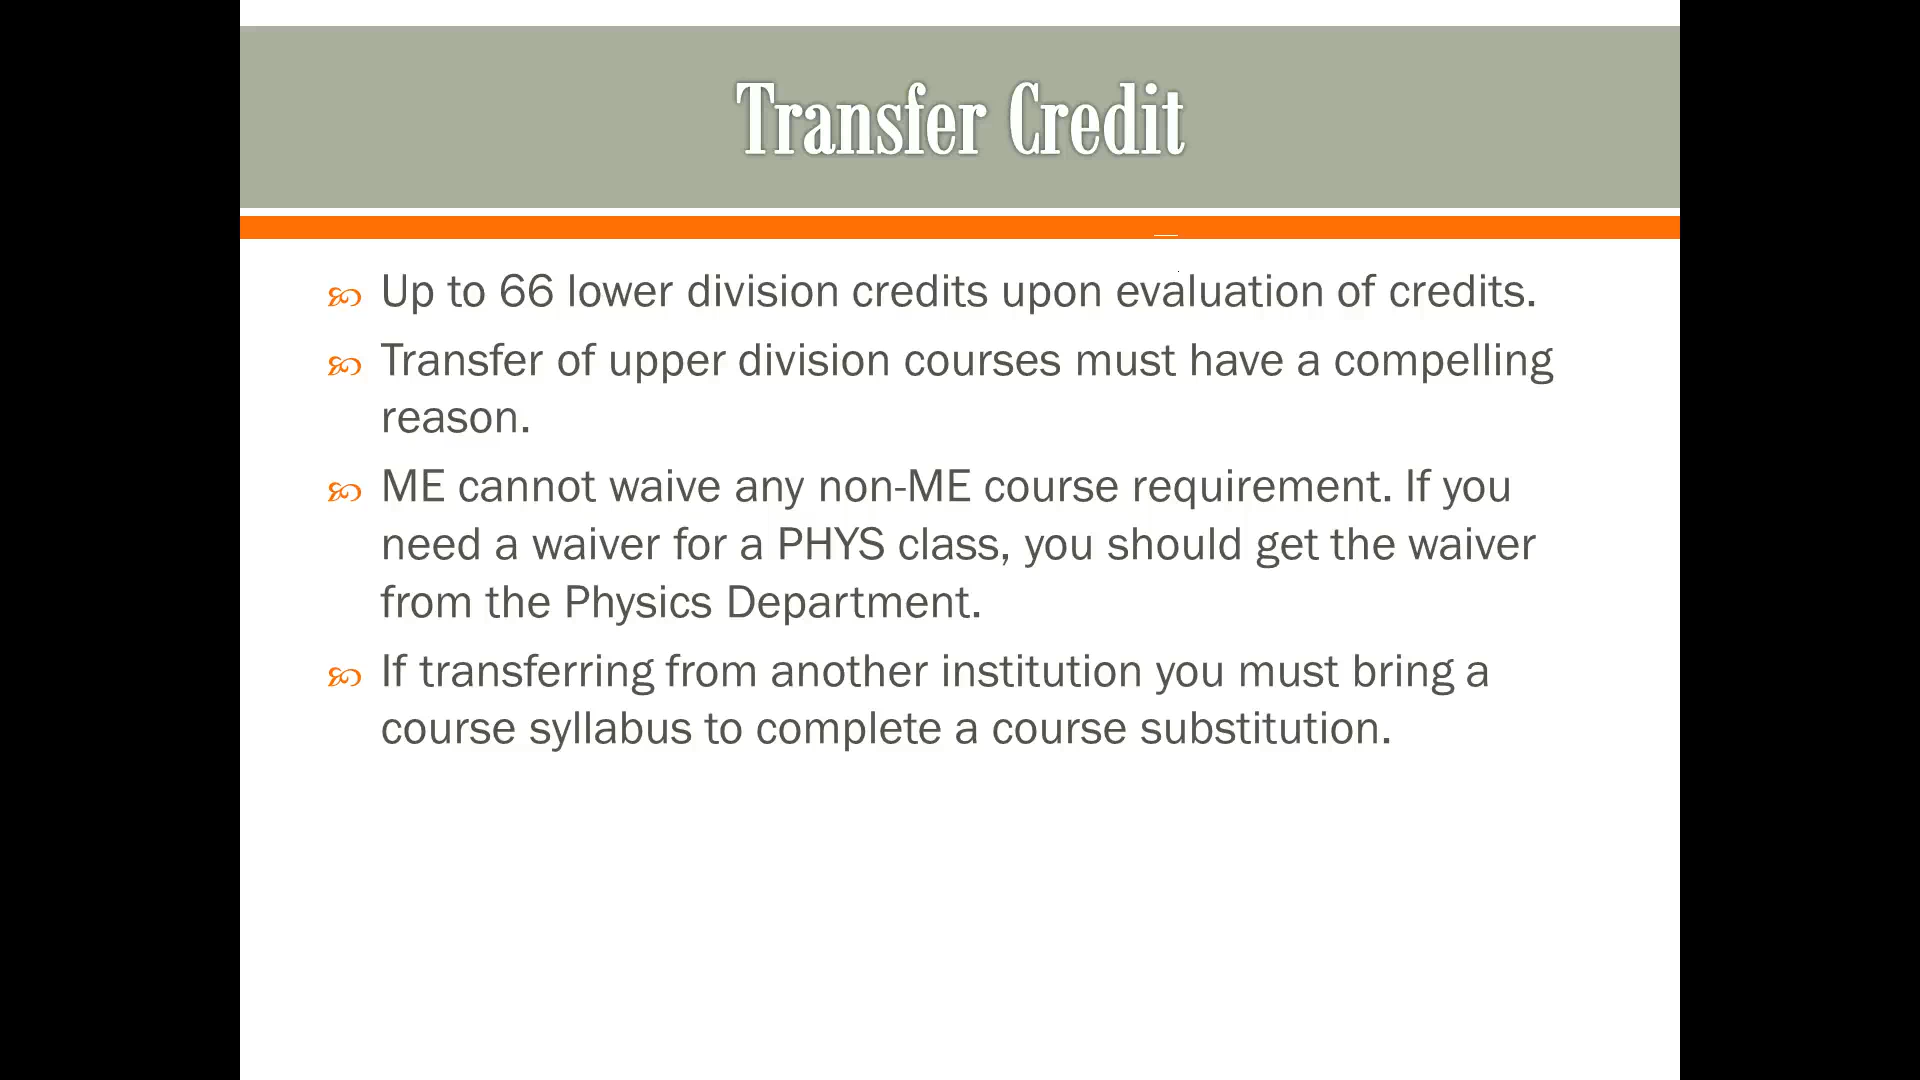 Transfer Credit
Up to 66 lower division credits upon evaluation of credits.
Transfer of upper division courses must have a compelling
reason.
ME cannot waive any non-ME course requirement. If you
need a waiver for a PHYS class, you should get the waiver
from the Physics Department.
If transferring from another institution you must bring a
course syllabus to complete a course substitution.